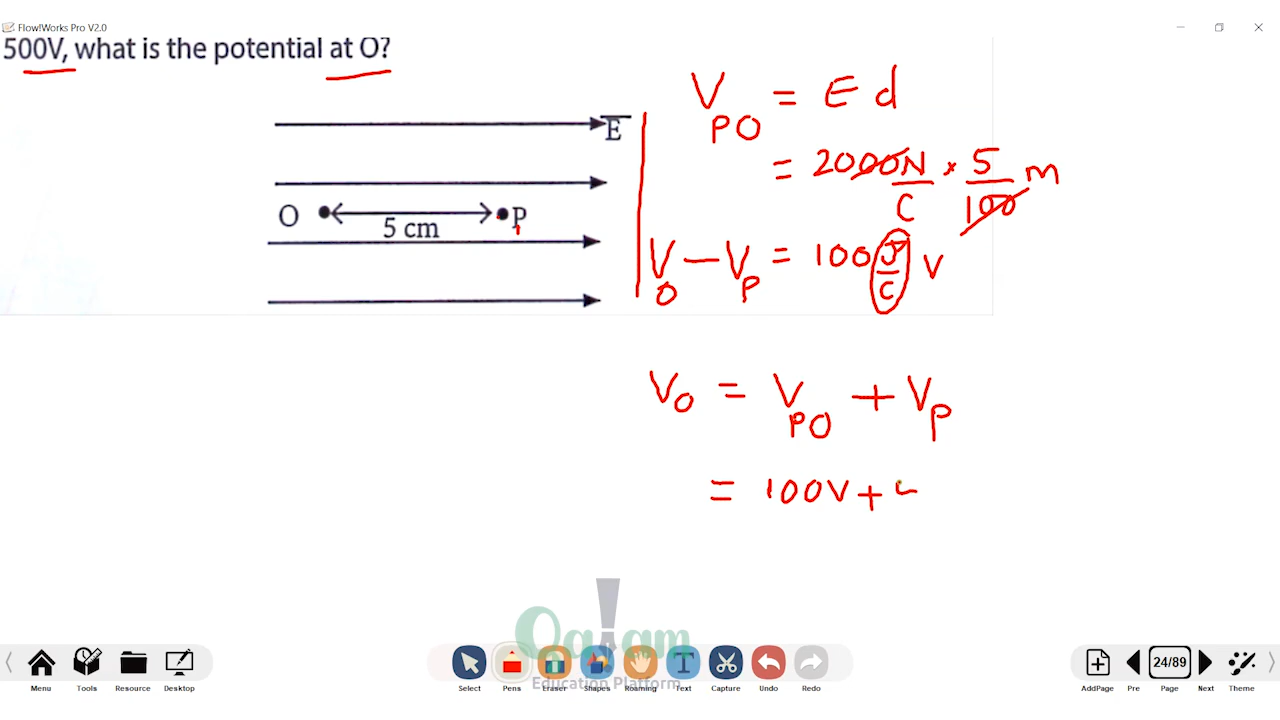 Flow!Works Pro V2.0
500V, what is the potential at O?
E
O
5 cm
P
V_PO = E d
= 2000 N/C × 5/100 m
V_O – V_P = 100 J/C V
V_O = V_PO + V_P
= 100V +
Qalam
Education Platform
Menu
Tools
Resource
Desktop
Select
Pens
Eraser
Shapes
Roaming
Text
Capture
Undo
Redo
AddPage
Pre
24/89
Page
Next
Theme